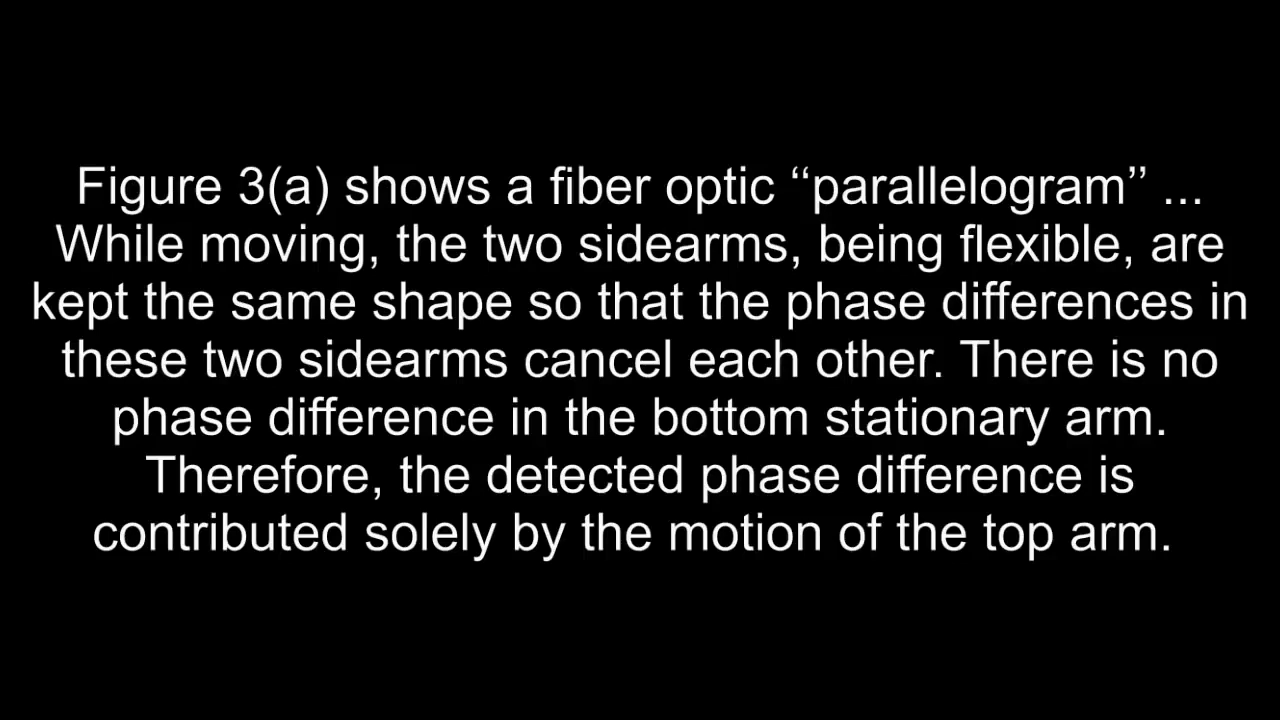 Figure 3(a) shows a fiber optic ‘‘parallelogram’’ ...
While moving, the two sidearms, being flexible, are
kept the same shape so that the phase differences in
these two sidearms cancel each other. There is no
phase difference in the bottom stationary arm.
Therefore, the detected phase difference is
contributed solely by the motion of the top arm.